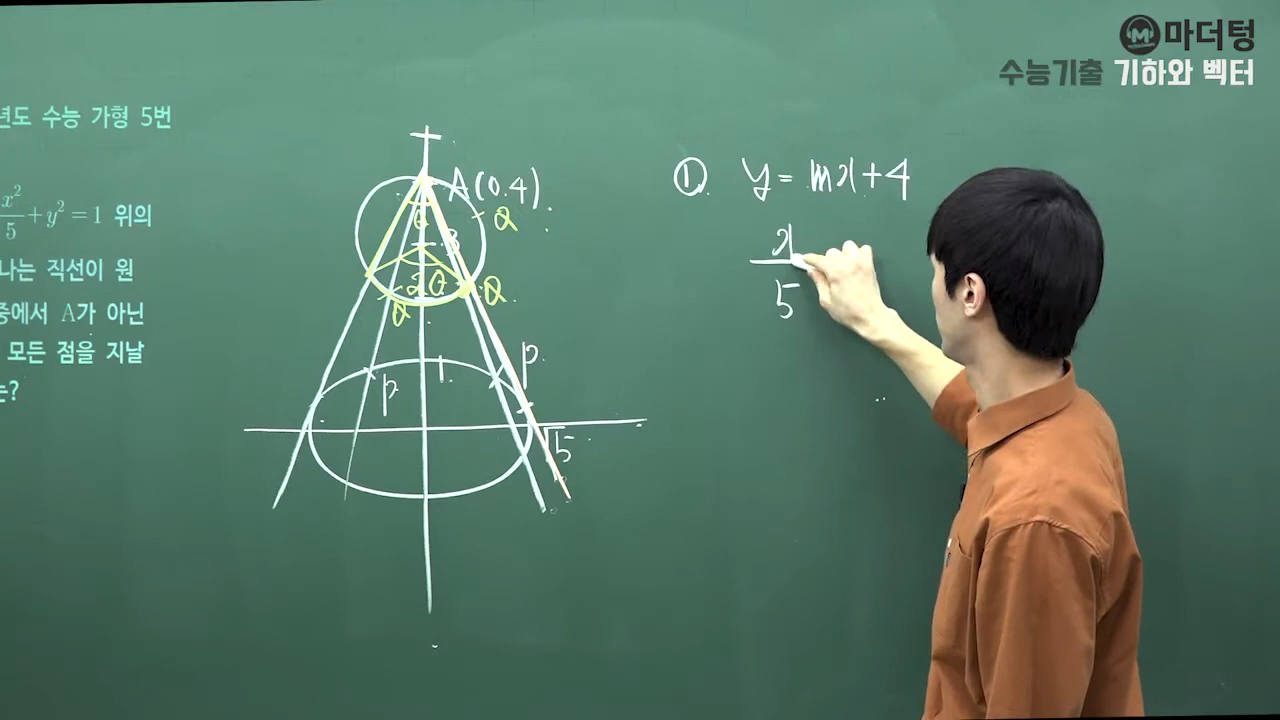 마더텅
수능기출 기하와 벡터
년도 수능 가형 5번
x²/5 + y² = 1 위의
나는 직선이 원
중에서 A가 아닌
모든 점을 지날
는?
A(0.4)
Q
3
θ
2θ
Q
Q
1
P
P
√5
① y = mx+4
x
5